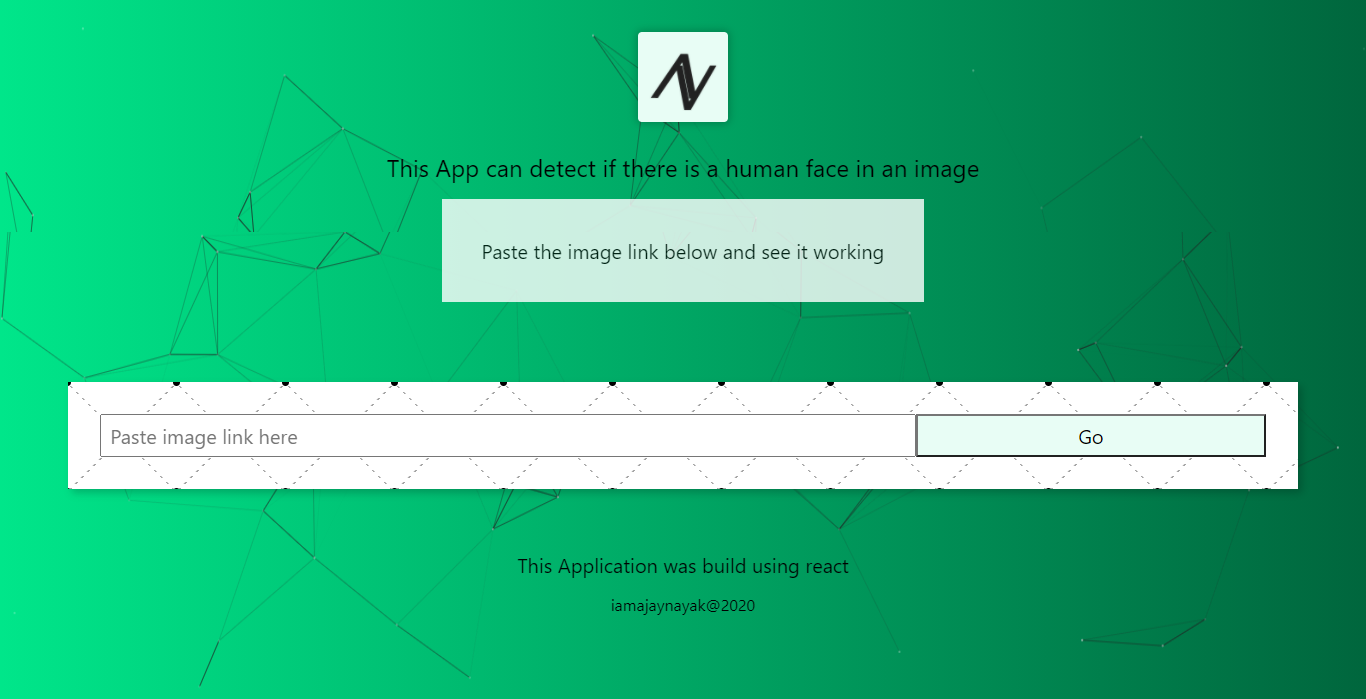 This App can detect if there is a human face in an image
Paste the image link below and see it working
Paste image link here
Go
This Application was build using react
iamajaynayak@2020